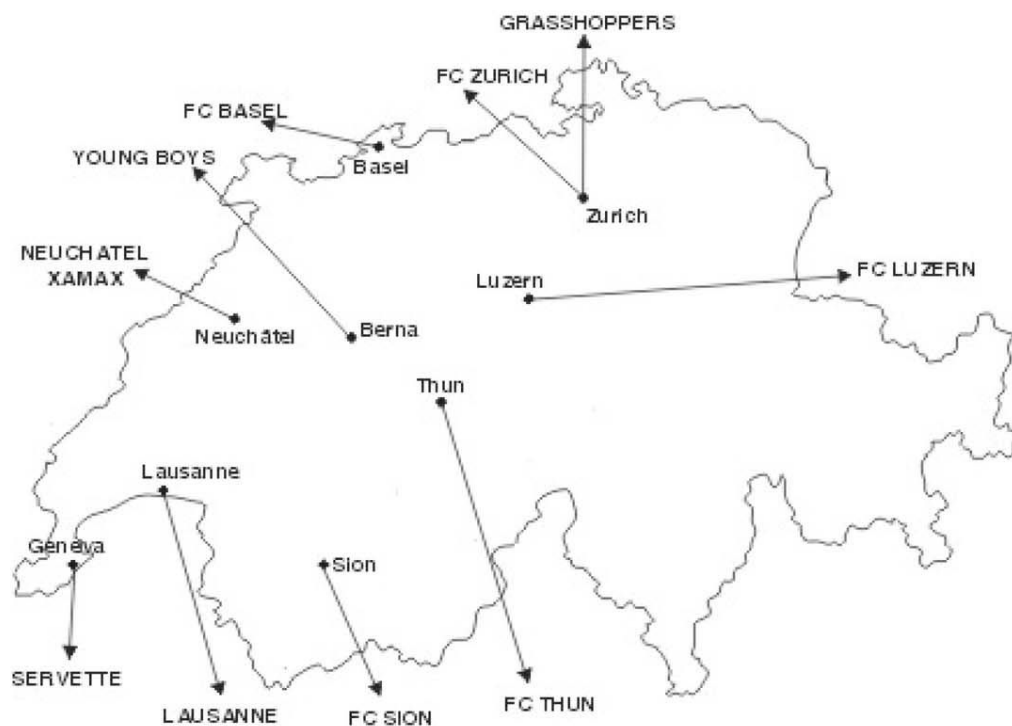 GRASSHOPPERS
FC ZURICH
FC BASEL
Basel
YOUNG BOYS
Zurich
NEUCHATEL
XAMAX
FC LUZERN
Luzern
Neuchâtel
Berna
Thun
Lausanne
Geneva
Sion
SERVETTE
LAUSANNE
FC SION
FC THUN